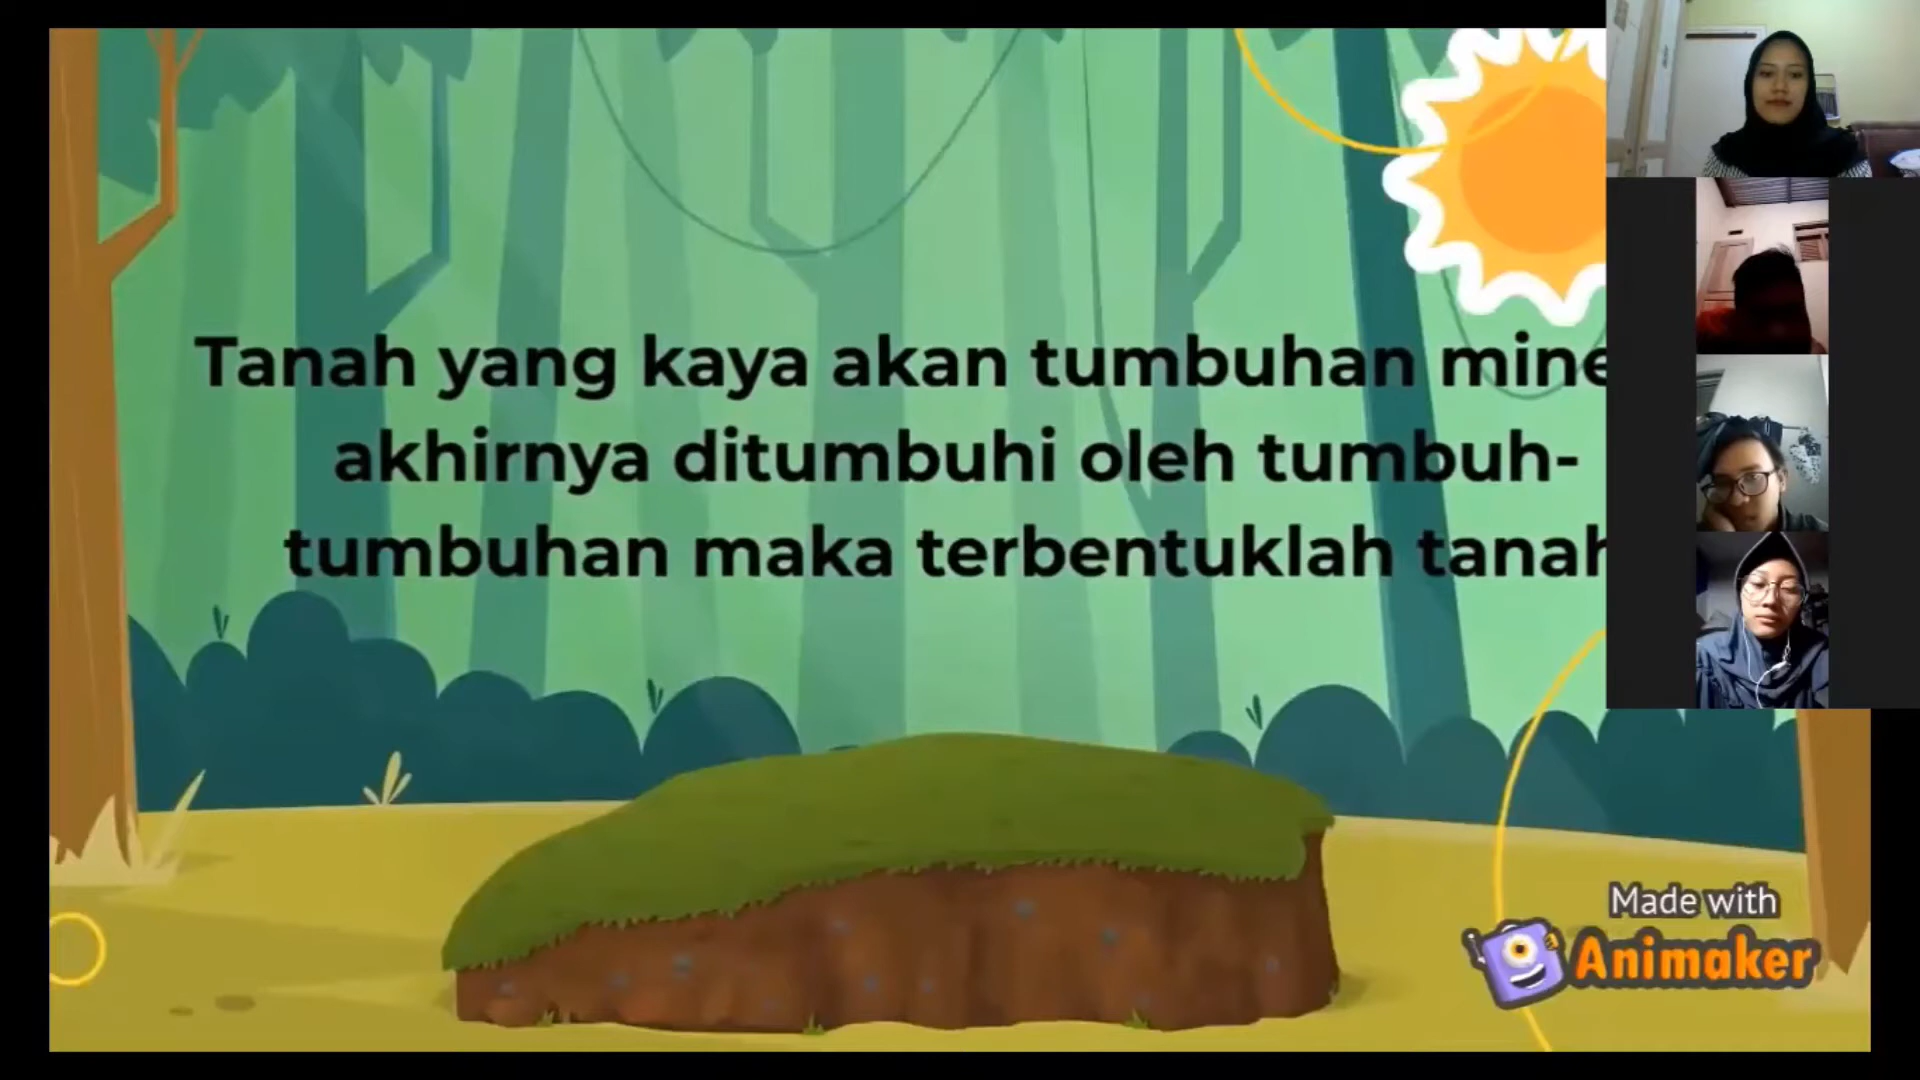 Tanah yang kaya akan tumbuhan mine
akhirnya ditumbuhi oleh tumbuh-
tumbuhan maka terbentuklah tanah
Made with
Animaker